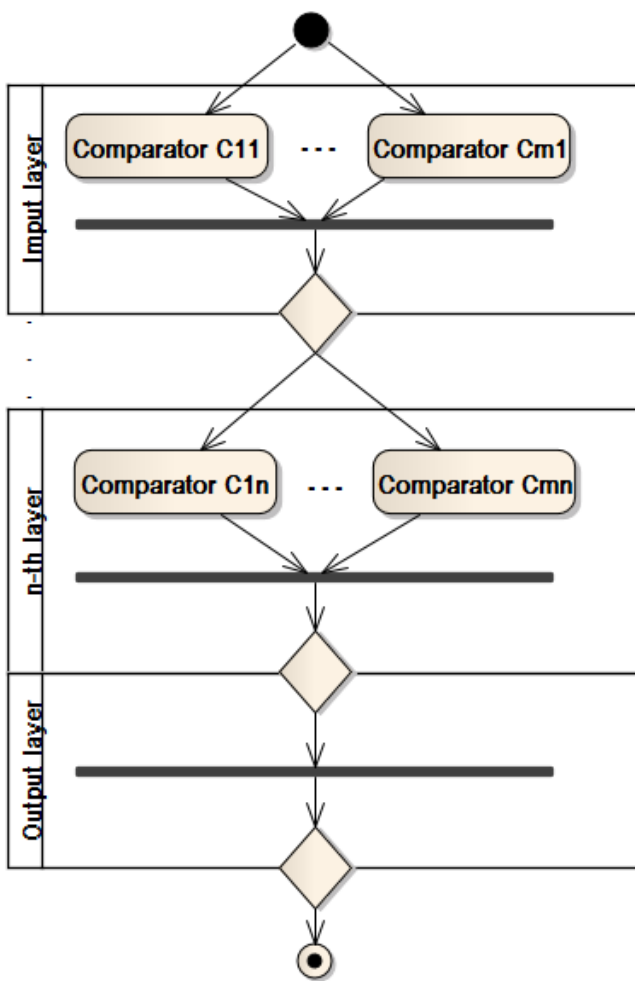 Imput layer
Comparator C11 - - - Comparator Cm1
n-th layer
Comparator C1n - - - Comparator Cmn
Output layer